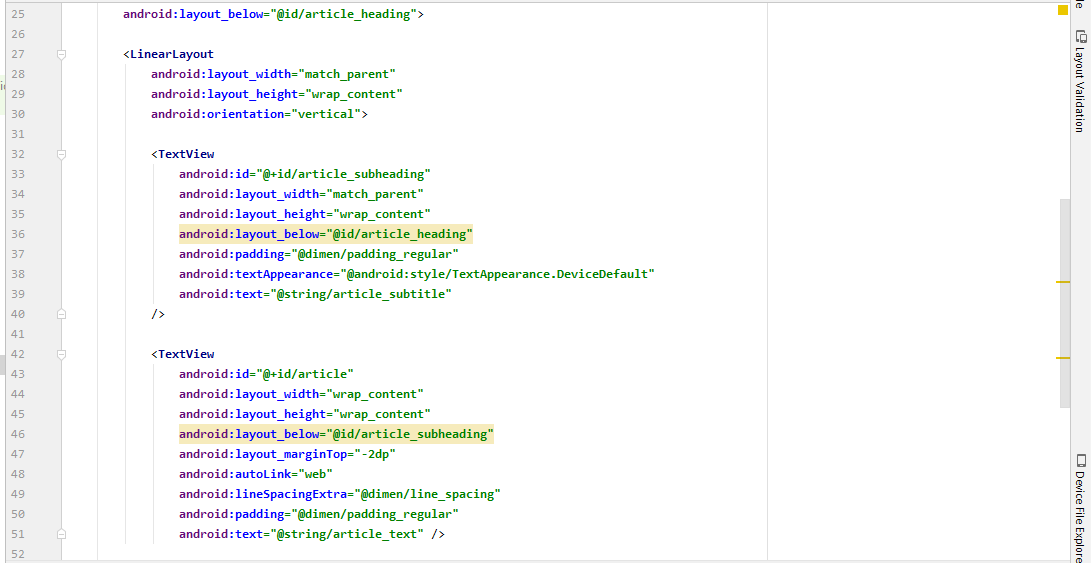 25 android:layout_below="@id/article_heading">
26
27 <LinearLayout
28 android:layout_width="match_parent"
29 android:layout_height="wrap_content"
30 android:orientation="vertical">
31
32 <TextView
33 android:id="@+id/article_subheading"
34 android:layout_width="match_parent"
35 android:layout_height="wrap_content"
36 android:layout_below="@id/article_heading"
37 android:padding="@dimen/padding_regular"
38 android:textAppearance="@android:style/TextAppearance.DeviceDefault"
39 android:text="@string/article_subtitle"
40 />
41
42 <TextView
43 android:id="@+id/article"
44 android:layout_width="wrap_content"
45 android:layout_height="wrap_content"
46 android:layout_below="@id/article_subheading"
47 android:layout_marginTop="-2dp"
48 android:autoLink="web"
49 android:lineSpacingExtra="@dimen/line_spacing"
50 android:padding="@dimen/padding_regular"
51 android:text="@string/article_text" />
52
Layout Validation
Device File Explore